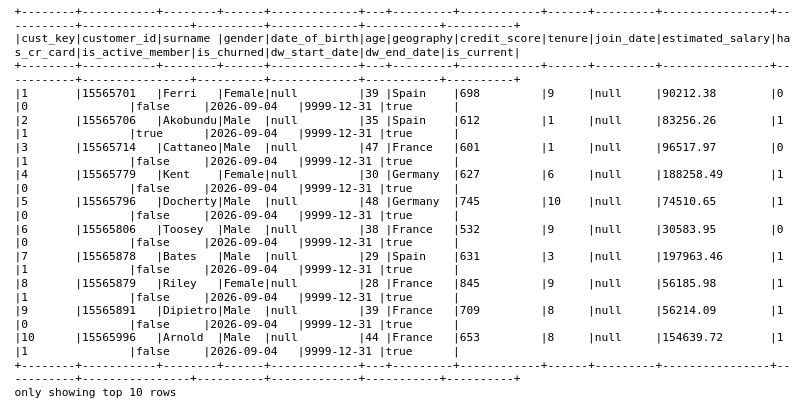 +--------+-----------+--------+------+-------------+---+---------+------------+------+---------+----------------+--
---------+----------------+----------+-------------+-----------+----------+
|cust_key|customer_id|surname |gender|date_of_birth|age|geography|credit_score|tenure|join_date|estimated_salary|ha
s_cr_card|is_active_member|is_churned|dw_start_date|dw_end_date|is_current|
+--------+-----------+--------+------+-------------+---+---------+------------+------+---------+----------------+--
---------+----------------+----------+-------------+-----------+----------+
|1       |15565701   |Ferri   |Female|null         |39 |Spain    |698         |9     |null     |90212.38        |0
|0               |false     |2026-09-04   |9999-12-31 |true      |
|2       |15565706   |Akobundu|Male  |null         |35 |Spain    |612         |1     |null     |83256.26        |1
|1               |true      |2026-09-04   |9999-12-31 |true      |
|3       |15565714   |Cattaneo|Male  |null         |47 |France   |601         |1     |null     |96517.97        |0
|1               |false     |2026-09-04   |9999-12-31 |true      |
|4       |15565779   |Kent    |Female|null         |30 |Germany  |627         |6     |null     |188258.49       |1
|0               |false     |2026-09-04   |9999-12-31 |true      |
|5       |15565796   |Docherty|Male  |null         |48 |Germany  |745         |10    |null     |74510.65        |1
|0               |false     |2026-09-04   |9999-12-31 |true      |
|6       |15565806   |Toosey  |Male  |null         |38 |France   |532         |9     |null     |30583.95        |0
|0               |false     |2026-09-04   |9999-12-31 |true      |
|7       |15565878   |Bates   |Male  |null         |29 |Spain    |631         |3     |null     |197963.46       |1
|1               |false     |2026-09-04   |9999-12-31 |true      |
|8       |15565879   |Riley   |Female|null         |28 |France   |845         |9     |null     |56185.98        |1
|1               |false     |2026-09-04   |9999-12-31 |true      |
|9       |15565891   |Dipietro|Male  |null         |39 |France   |709         |8     |null     |56214.09        |1
|0               |false     |2026-09-04   |9999-12-31 |true      |
|10      |15565996   |Arnold  |Male  |null         |44 |France   |653         |8     |null     |154639.72       |1
|1               |false     |2026-09-04   |9999-12-31 |true      |
+--------+-----------+--------+------+-------------+---+---------+------------+------+---------+----------------+--
---------+----------------+----------+-------------+-----------+----------+
only showing top 10 rows